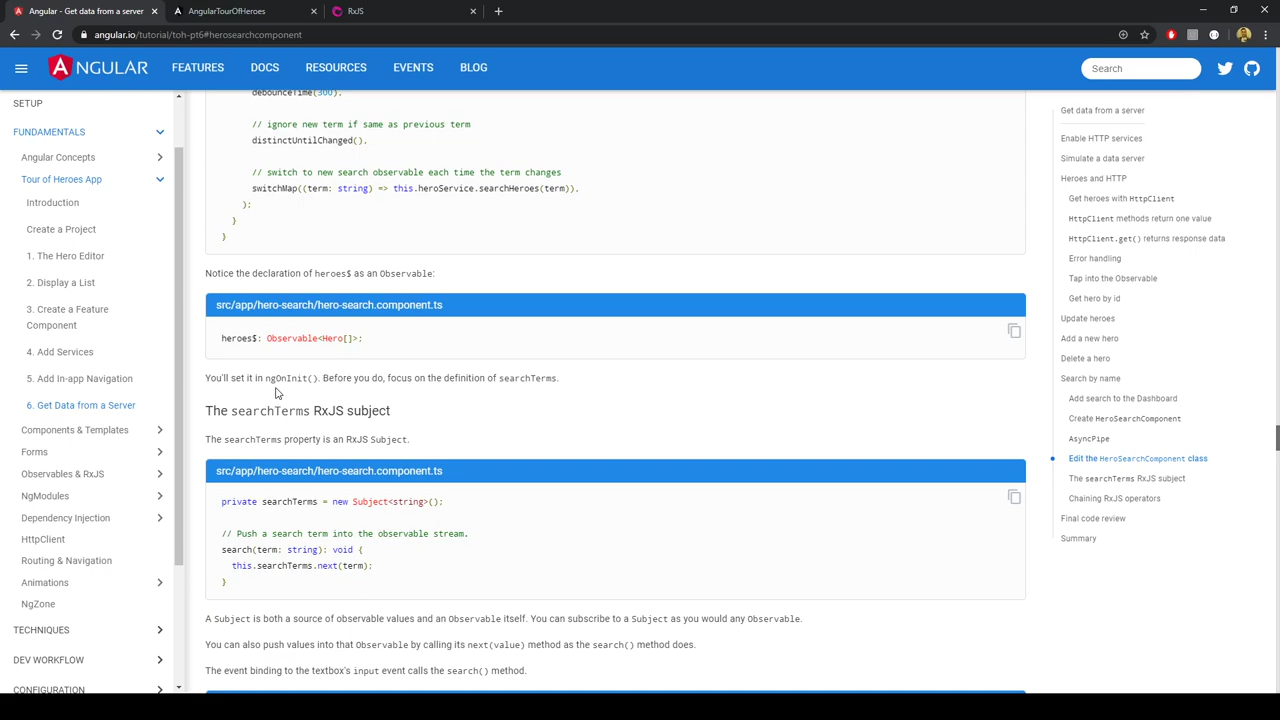 Angular - Get data from a server
AngularTourOfHeroes
RxJS
angular.io/tutorial/toh-pt6#herosearchcomponent
ANGULAR
FEATURES
DOCS
RESOURCES
EVENTS
BLOG
Search
SETUP
FUNDAMENTALS
Angular Concepts
Tour of Heroes App
Introduction
Create a Project
1. The Hero Editor
2. Display a List
3. Create a Feature
Component
4. Add Services
5. Add In-app Navigation
6. Get Data from a Server
Components & Templates
Forms
Observables & RxJS
NgModules
Dependency Injection
HttpClient
Routing & Navigation
Animations
NgZone
TECHNIQUES
DEV WORKFLOW
CONFIGURATION
debounceTime(300),
// ignore new term if same as previous term
distinctUntilChanged(),
// switch to new search observable each time the term changes
switchMap((term: string) => this.heroService.searchHeroes(term)),
);
}
}
Notice the declaration of heroes$ as an Observable:
src/app/hero-search/hero-search.component.ts
heroes$: Observable<Hero[]>;
You'll set it in ngOnInit(). Before you do, focus on the definition of searchTerms.
The searchTerms RxJS subject
The searchTerms property is an RxJS Subject.
src/app/hero-search/hero-search.component.ts
private searchTerms = new Subject<string>();
// Push a search term into the observable stream.
search(term: string): void {
this.searchTerms.next(term);
}
A Subject is both a source of observable values and an Observable itself. You can subscribe to a Subject as you would any Observable.
You can also push values into that Observable by calling its next(value) method as the search() method does.
The event binding to the textbox's input event calls the search() method.
Get data from a server
Enable HTTP services
Simulate a data server
Heroes and HTTP
Get heroes with HttpClient
HttpClient methods return one value
HttpClient.get() returns response data
Error handling
Tap into the Observable
Get hero by id
Update heroes
Add a new hero
Delete a hero
Search by name
Add search to the Dashboard
Create HeroSearchComponent
AsyncPipe
Edit the HeroSearchComponent class
The searchTerms RxJS subject
Chaining RxJS operators
Final code review
Summary